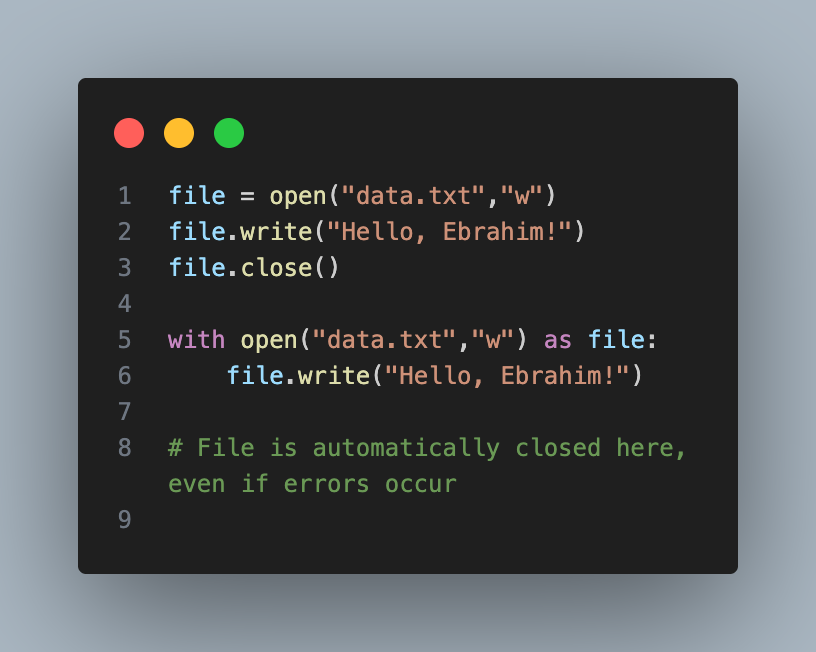 1 file = open("data.txt","w")
2 file.write("Hello, Ebrahim!")
3 file.close()
4
5 with open("data.txt","w") as file:
6     file.write("Hello, Ebrahim!")
7
8 # File is automatically closed here,
even if errors occur
9